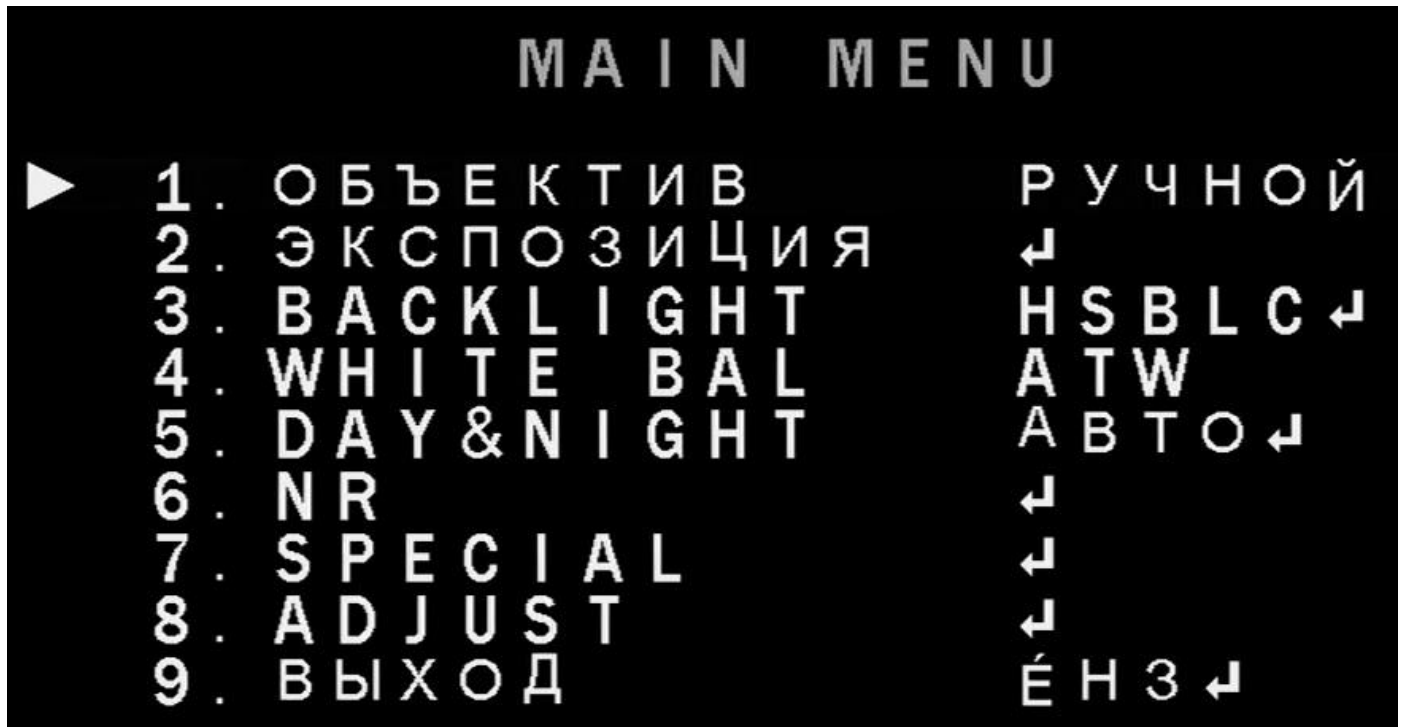 MAIN MENU
▶ 1. ОБЪЕКТИВ РУЧНОЙ
2. ЭКСПОЗИЦИЯ ↵
3. BACKLIGHT HSBLC↵
4. WHITE BAL ATW
5. DAY&NIGHT АВТО↵
6. NR ↵
7. SPECIAL ↵
8. ADJUST ↵
9. ВЫХОД ÉНЗ↵